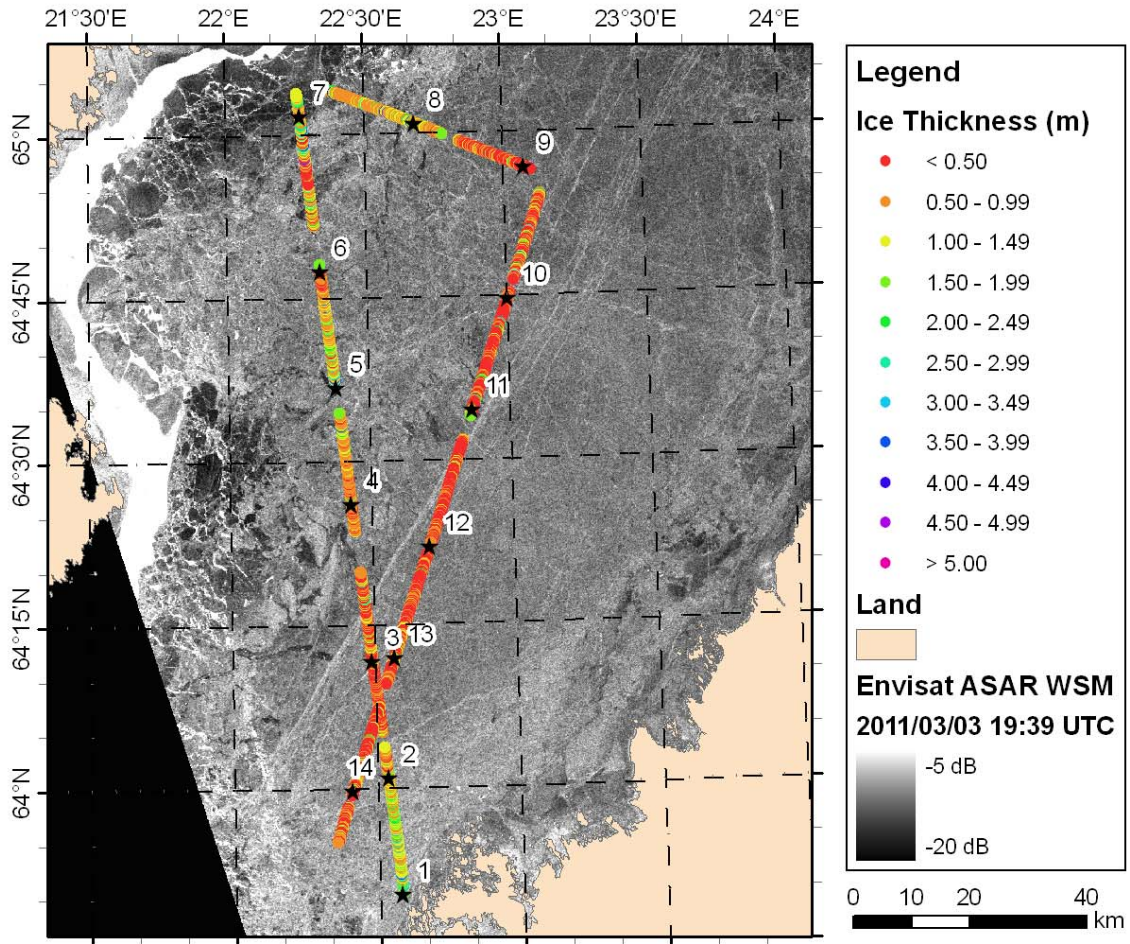 21°30'E 22°E 22°30'E 23°E 23°30'E 24°E
65°N
64°45'N
64°30'N
64°15'N
64°N
7
8
9
6
10
5
11
4
12
3 13
2
14
1
Legend
Ice Thickness (m)
< 0.50
0.50 - 0.99
1.00 - 1.49
1.50 - 1.99
2.00 - 2.49
2.50 - 2.99
3.00 - 3.49
3.50 - 3.99
4.00 - 4.49
4.50 - 4.99
> 5.00
Land
Envisat ASAR WSM
2011/03/03 19:39 UTC
-5 dB
-20 dB
0 10 20 40
km